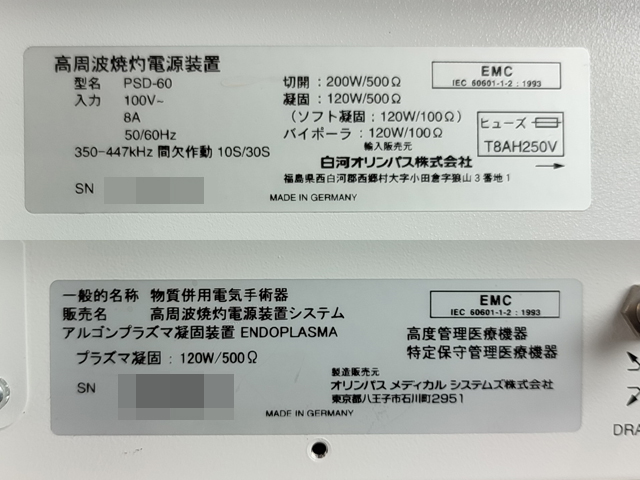 高周波焼灼電源装置
型名 PSD-60
入力 100V~
8A
50/60Hz
350-447kHz 間欠作動 10S/30S
SN
切開 : 200W/500Ω
凝固 : 120W/500Ω
(ソフト凝固 : 120W/100Ω)
バイポーラ : 120W/100Ω
輸入販売元
白河オリンパス株式会社
福島県西白河郡西郷村大字小田倉字狼山3番地1
MADE IN GERMANY
EMC
IEC 60601-1-2 : 1993
ヒューズ
T8AH250V
一般的名称 物質併用電気手術器
販売名 高周波焼灼電源装置システム
アルゴンプラズマ凝固装置 ENDOPLASMA
プラズマ凝固 : 120W/500Ω
SN
EMC
IEC 60601-1-2 : 1993
高度管理医療機器
特定保守管理医療機器
製造販売元
オリンパス メディカル システムズ株式会社
東京都八王子市石川町2951
MADE IN GERMANY
DRA